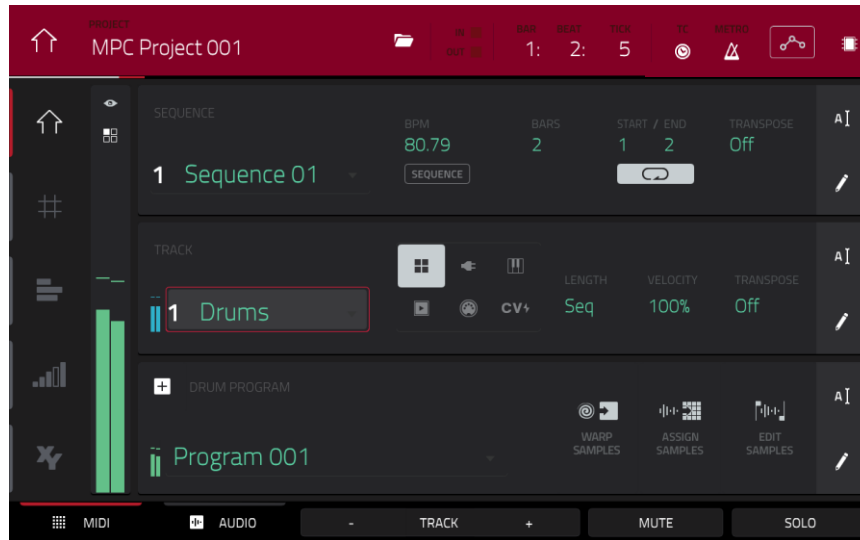 PROJECT
MPC Project 001
IN
OUT
BAR BEAT TICK TC METRO
1: 2: 5
SEQUENCE
1 Sequence 01
BPM BARS START / END TRANSPOSE
80.79 2 1 2 Off
SEQUENCE
TRACK
1 Drums
CV
LENGTH VELOCITY TRANSPOSE
Seq 100% Off
DRUM PROGRAM
Program 001
WARP SAMPLES
ASSIGN SAMPLES
EDIT SAMPLES
A
A
A
XY
MIDI AUDIO - TRACK + MUTE SOLO